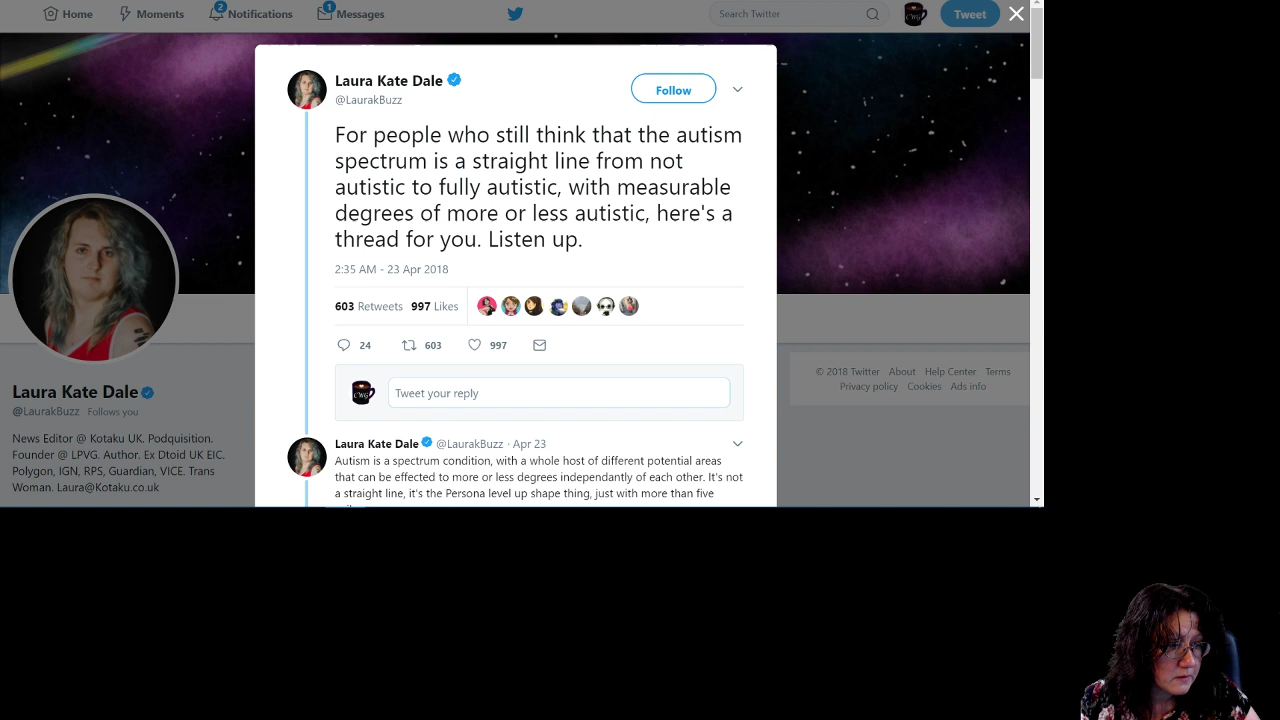 Home
Moments
2
Notifications
1
Messages
Search Twitter
CWG
Tweet
Laura Kate Dale
@LaurakBuzz
Follow
For people who still think that the autism
spectrum is a straight line from not
autistic to fully autistic, with measurable
degrees of more or less autistic, here's a
thread for you. Listen up.
2:35 AM - 23 Apr 2018
603 Retweets 997 Likes
24 603 997
CWG
Tweet your reply
Laura Kate Dale @LaurakBuzz · Apr 23
Autism is a spectrum condition, with a whole host of different potential areas
that can be effected to more or less degrees independantly of each other. It's not
a straight line, it's the Persona level up shape thing, just with more than five
Laura Kate Dale
@LaurakBuzz Follows you
News Editor @ Kotaku UK. Podquisition.
Founder @ LPVG. Author. Ex Dtoid UK EIC.
Polygon, IGN, RPS, Guardian, VICE. Trans
Woman. Laura@Kotaku.co.uk
© 2018 Twitter About Help Center Terms
Privacy policy Cookies Ads info